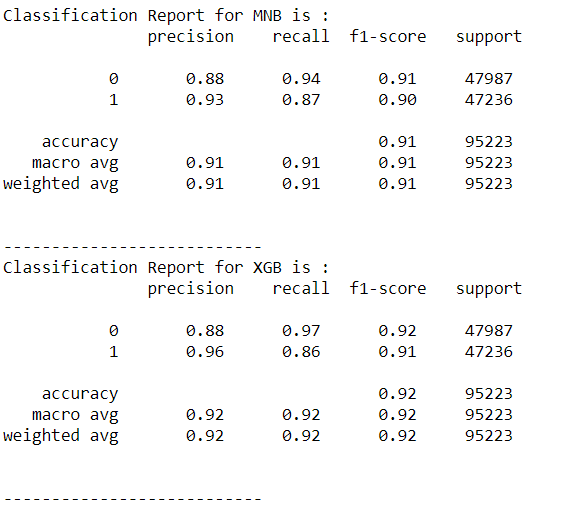 Classification Report for MNB is :
precision recall f1-score support
0 0.88 0.94 0.91 47987
1 0.93 0.87 0.90 47236
accuracy 0.91 95223
macro avg 0.91 0.91 0.91 95223
weighted avg 0.91 0.91 0.91 95223
---------------------------
Classification Report for XGB is :
precision recall f1-score support
0 0.88 0.97 0.92 47987
1 0.96 0.86 0.91 47236
accuracy 0.92 95223
macro avg 0.92 0.92 0.92 95223
weighted avg 0.92 0.92 0.92 95223
---------------------------